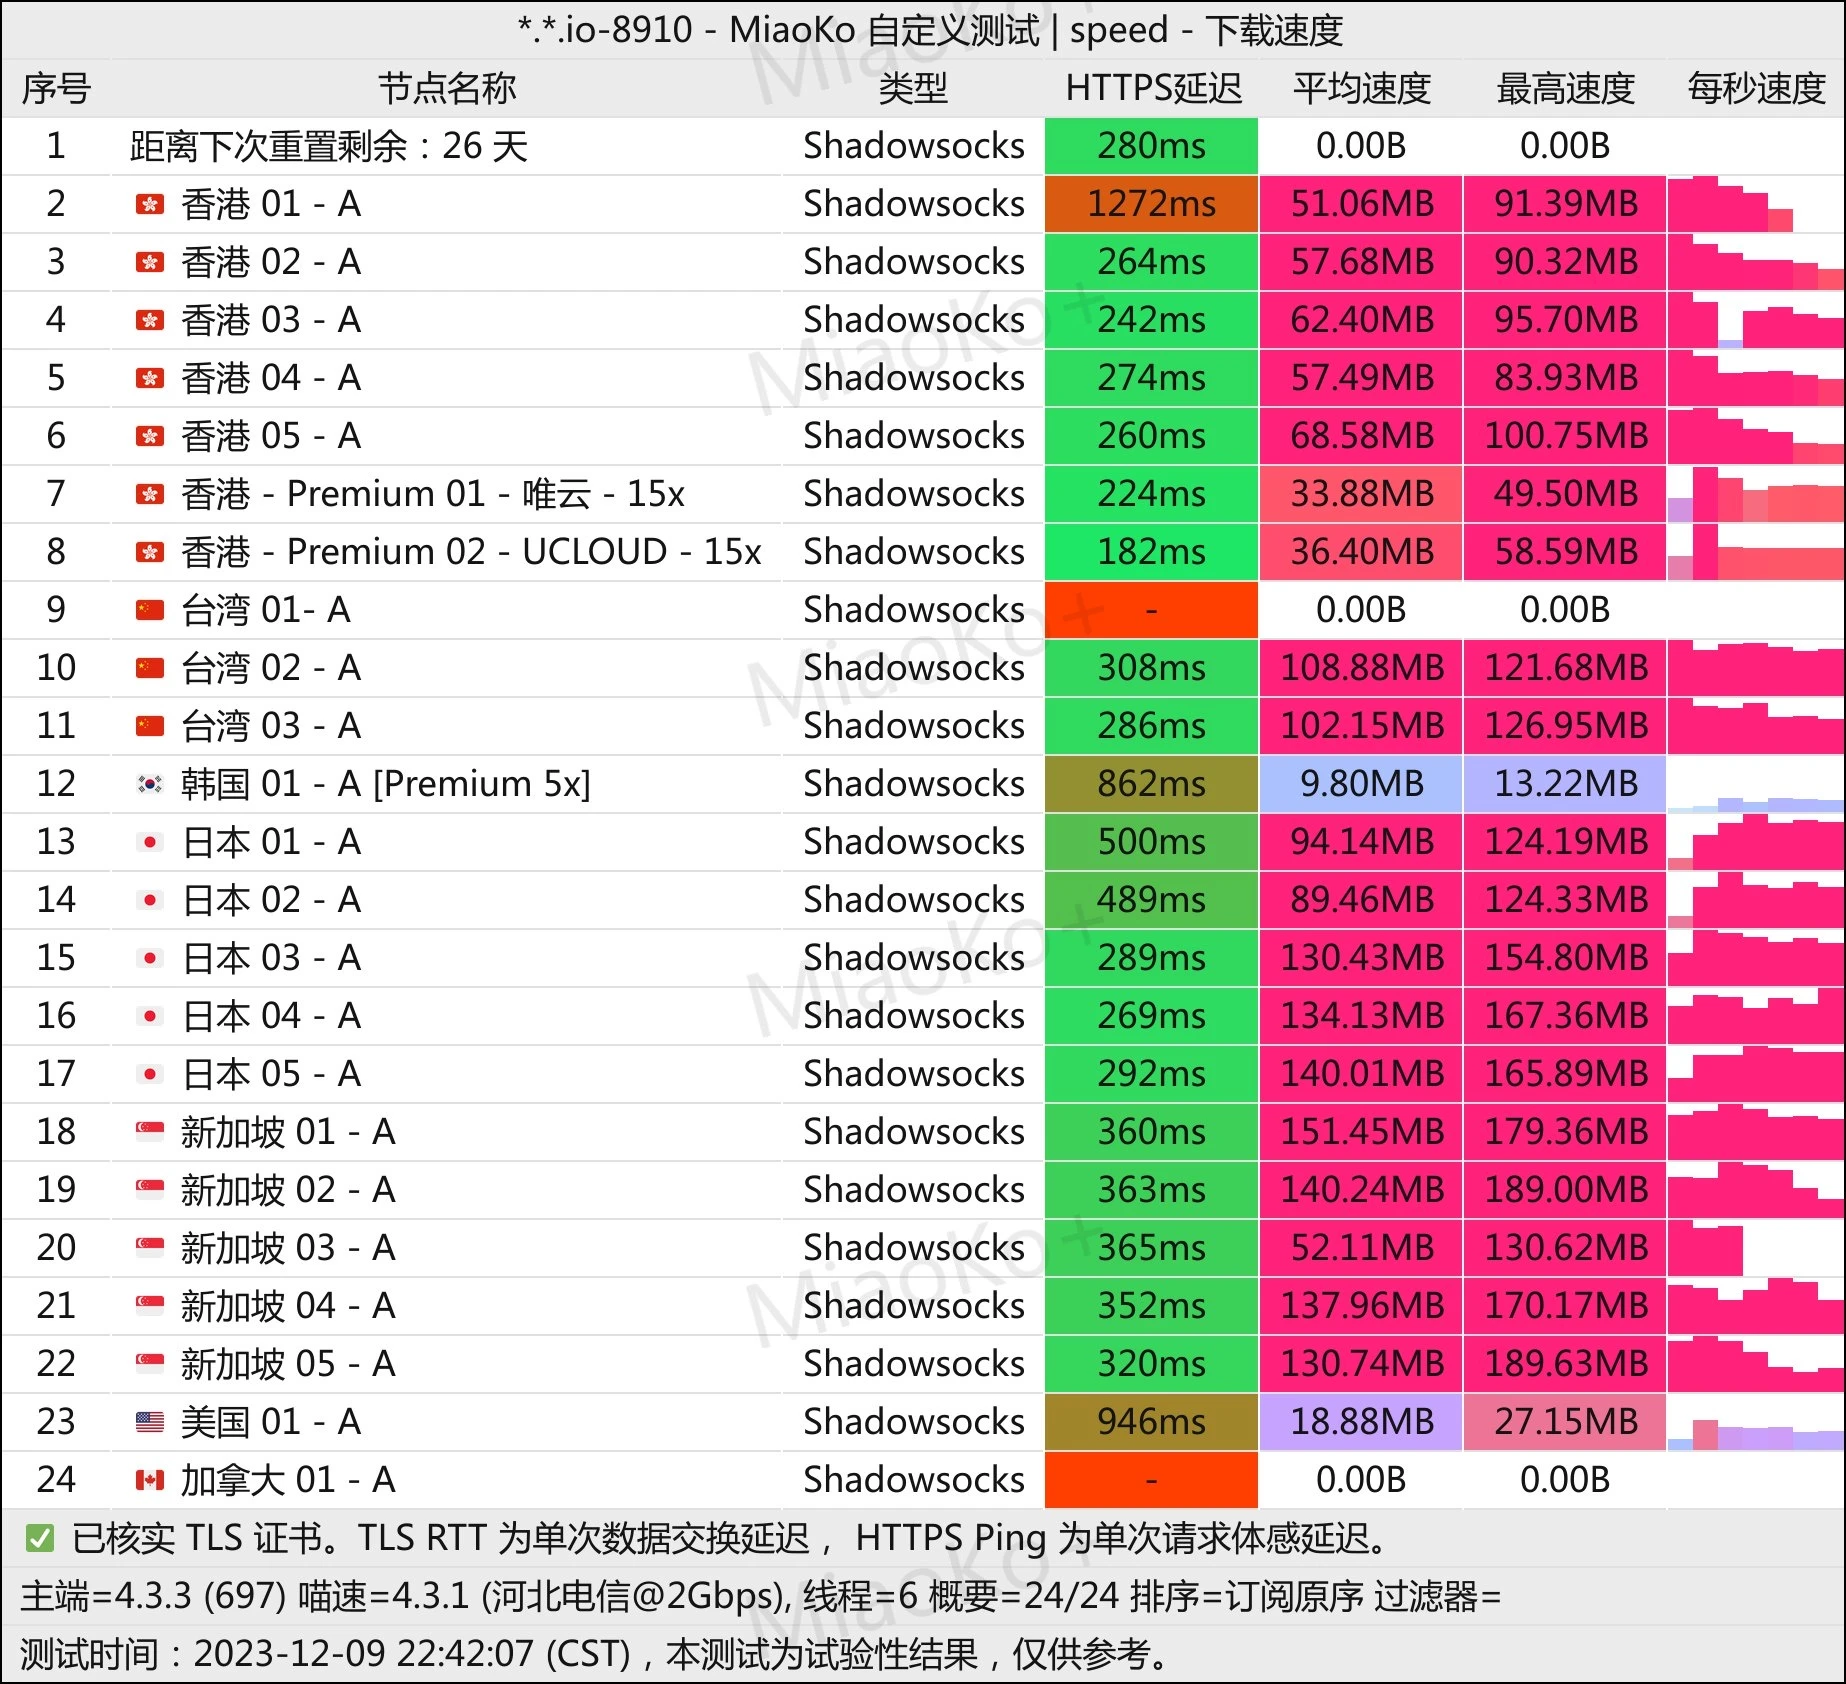 *.*.io-8910 - MiaoKo 自定义测试 | speed - 下载速度
序号 节点名称 类型 HTTPS延迟 平均速度 最高速度 每秒速度
1 距离下次重置剩余：26 天 Shadowsocks 280ms 0.00B 0.00B
2 香港 01 - A Shadowsocks 1272ms 51.06MB 91.39MB
3 香港 02 - A Shadowsocks 264ms 57.68MB 90.32MB
4 香港 03 - A Shadowsocks 242ms 62.40MB 95.70MB
5 香港 04 - A Shadowsocks 274ms 57.49MB 83.93MB
6 香港 05 - A Shadowsocks 260ms 68.58MB 100.75MB
7 香港 - Premium 01 - 唯云 - 15x Shadowsocks 224ms 33.88MB 49.50MB
8 香港 - Premium 02 - UCLOUD - 15x Shadowsocks 182ms 36.40MB 58.59MB
9 台湾 01- A Shadowsocks - 0.00B 0.00B
10 台湾 02 - A Shadowsocks 308ms 108.88MB 121.68MB
11 台湾 03 - A Shadowsocks 286ms 102.15MB 126.95MB
12 韩国 01 - A [Premium 5x] Shadowsocks 862ms 9.80MB 13.22MB
13 日本 01 - A Shadowsocks 500ms 94.14MB 124.19MB
14 日本 02 - A Shadowsocks 489ms 89.46MB 124.33MB
15 日本 03 - A Shadowsocks 289ms 130.43MB 154.80MB
16 日本 04 - A Shadowsocks 269ms 134.13MB 167.36MB
17 日本 05 - A Shadowsocks 292ms 140.01MB 165.89MB
18 新加坡 01 - A Shadowsocks 360ms 151.45MB 179.36MB
19 新加坡 02 - A Shadowsocks 363ms 140.24MB 189.00MB
20 新加坡 03 - A Shadowsocks 365ms 52.11MB 130.62MB
21 新加坡 04 - A Shadowsocks 352ms 137.96MB 170.17MB
22 新加坡 05 - A Shadowsocks 320ms 130.74MB 189.63MB
23 美国 01 - A Shadowsocks 946ms 18.88MB 27.15MB
24 加拿大 01 - A Shadowsocks - 0.00B 0.00B
✅ 已核实 TLS 证书。TLS RTT 为单次数据交换延迟， HTTPS Ping 为单次请求体感延迟。
主端=4.3.3 (697) 喵速=4.3.1 (河北电信@2Gbps), 线程=6 概要=24/24 排序=订阅原序 过滤器=
测试时间：2023-12-09 22:42:07 (CST)，本测试为试验性结果，仅供参考。
MiaoKo+
MiaoKo+
MiaoKo+
MiaoKo+
MiaoKo+
MiaoKo+